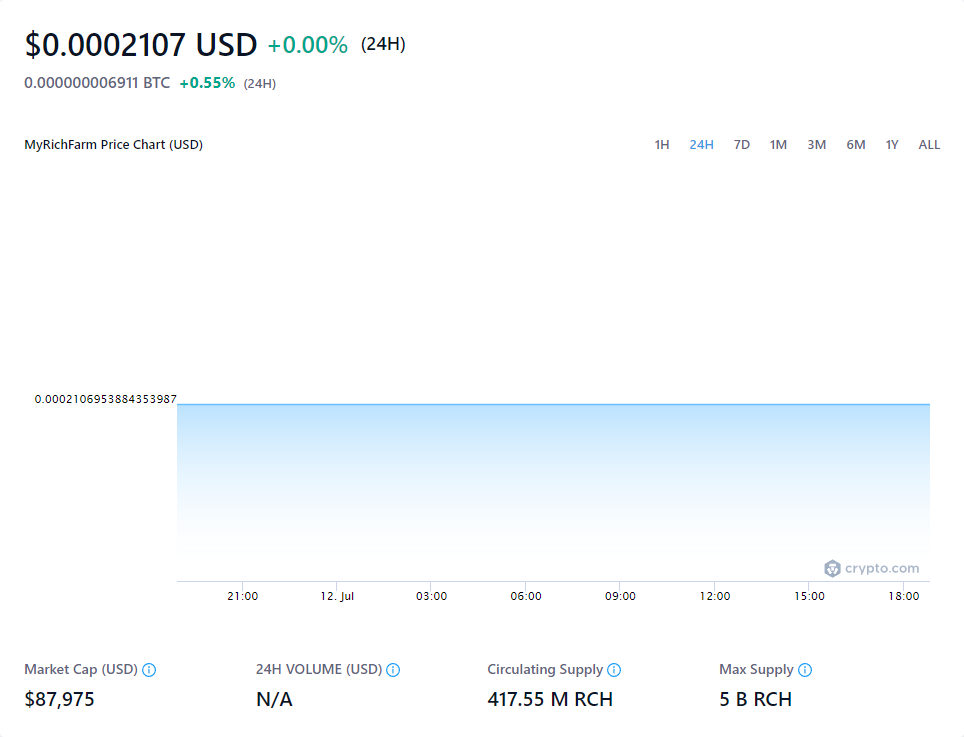 $0.0002107 USD +0.00% (24H)
0.000000006911 BTC +0.55% (24H)
MyRichFarm Price Chart (USD) 1H 24H 7D 1M 3M 6M 1Y ALL
0.0002106953884353987
crypto.com
21:00 12. Jul 03:00 06:00 09:00 12:00 15:00 18:00
Market Cap (USD) 24H VOLUME (USD) Circulating Supply Max Supply
$87,975 N/A 417.55 M RCH 5 B RCH